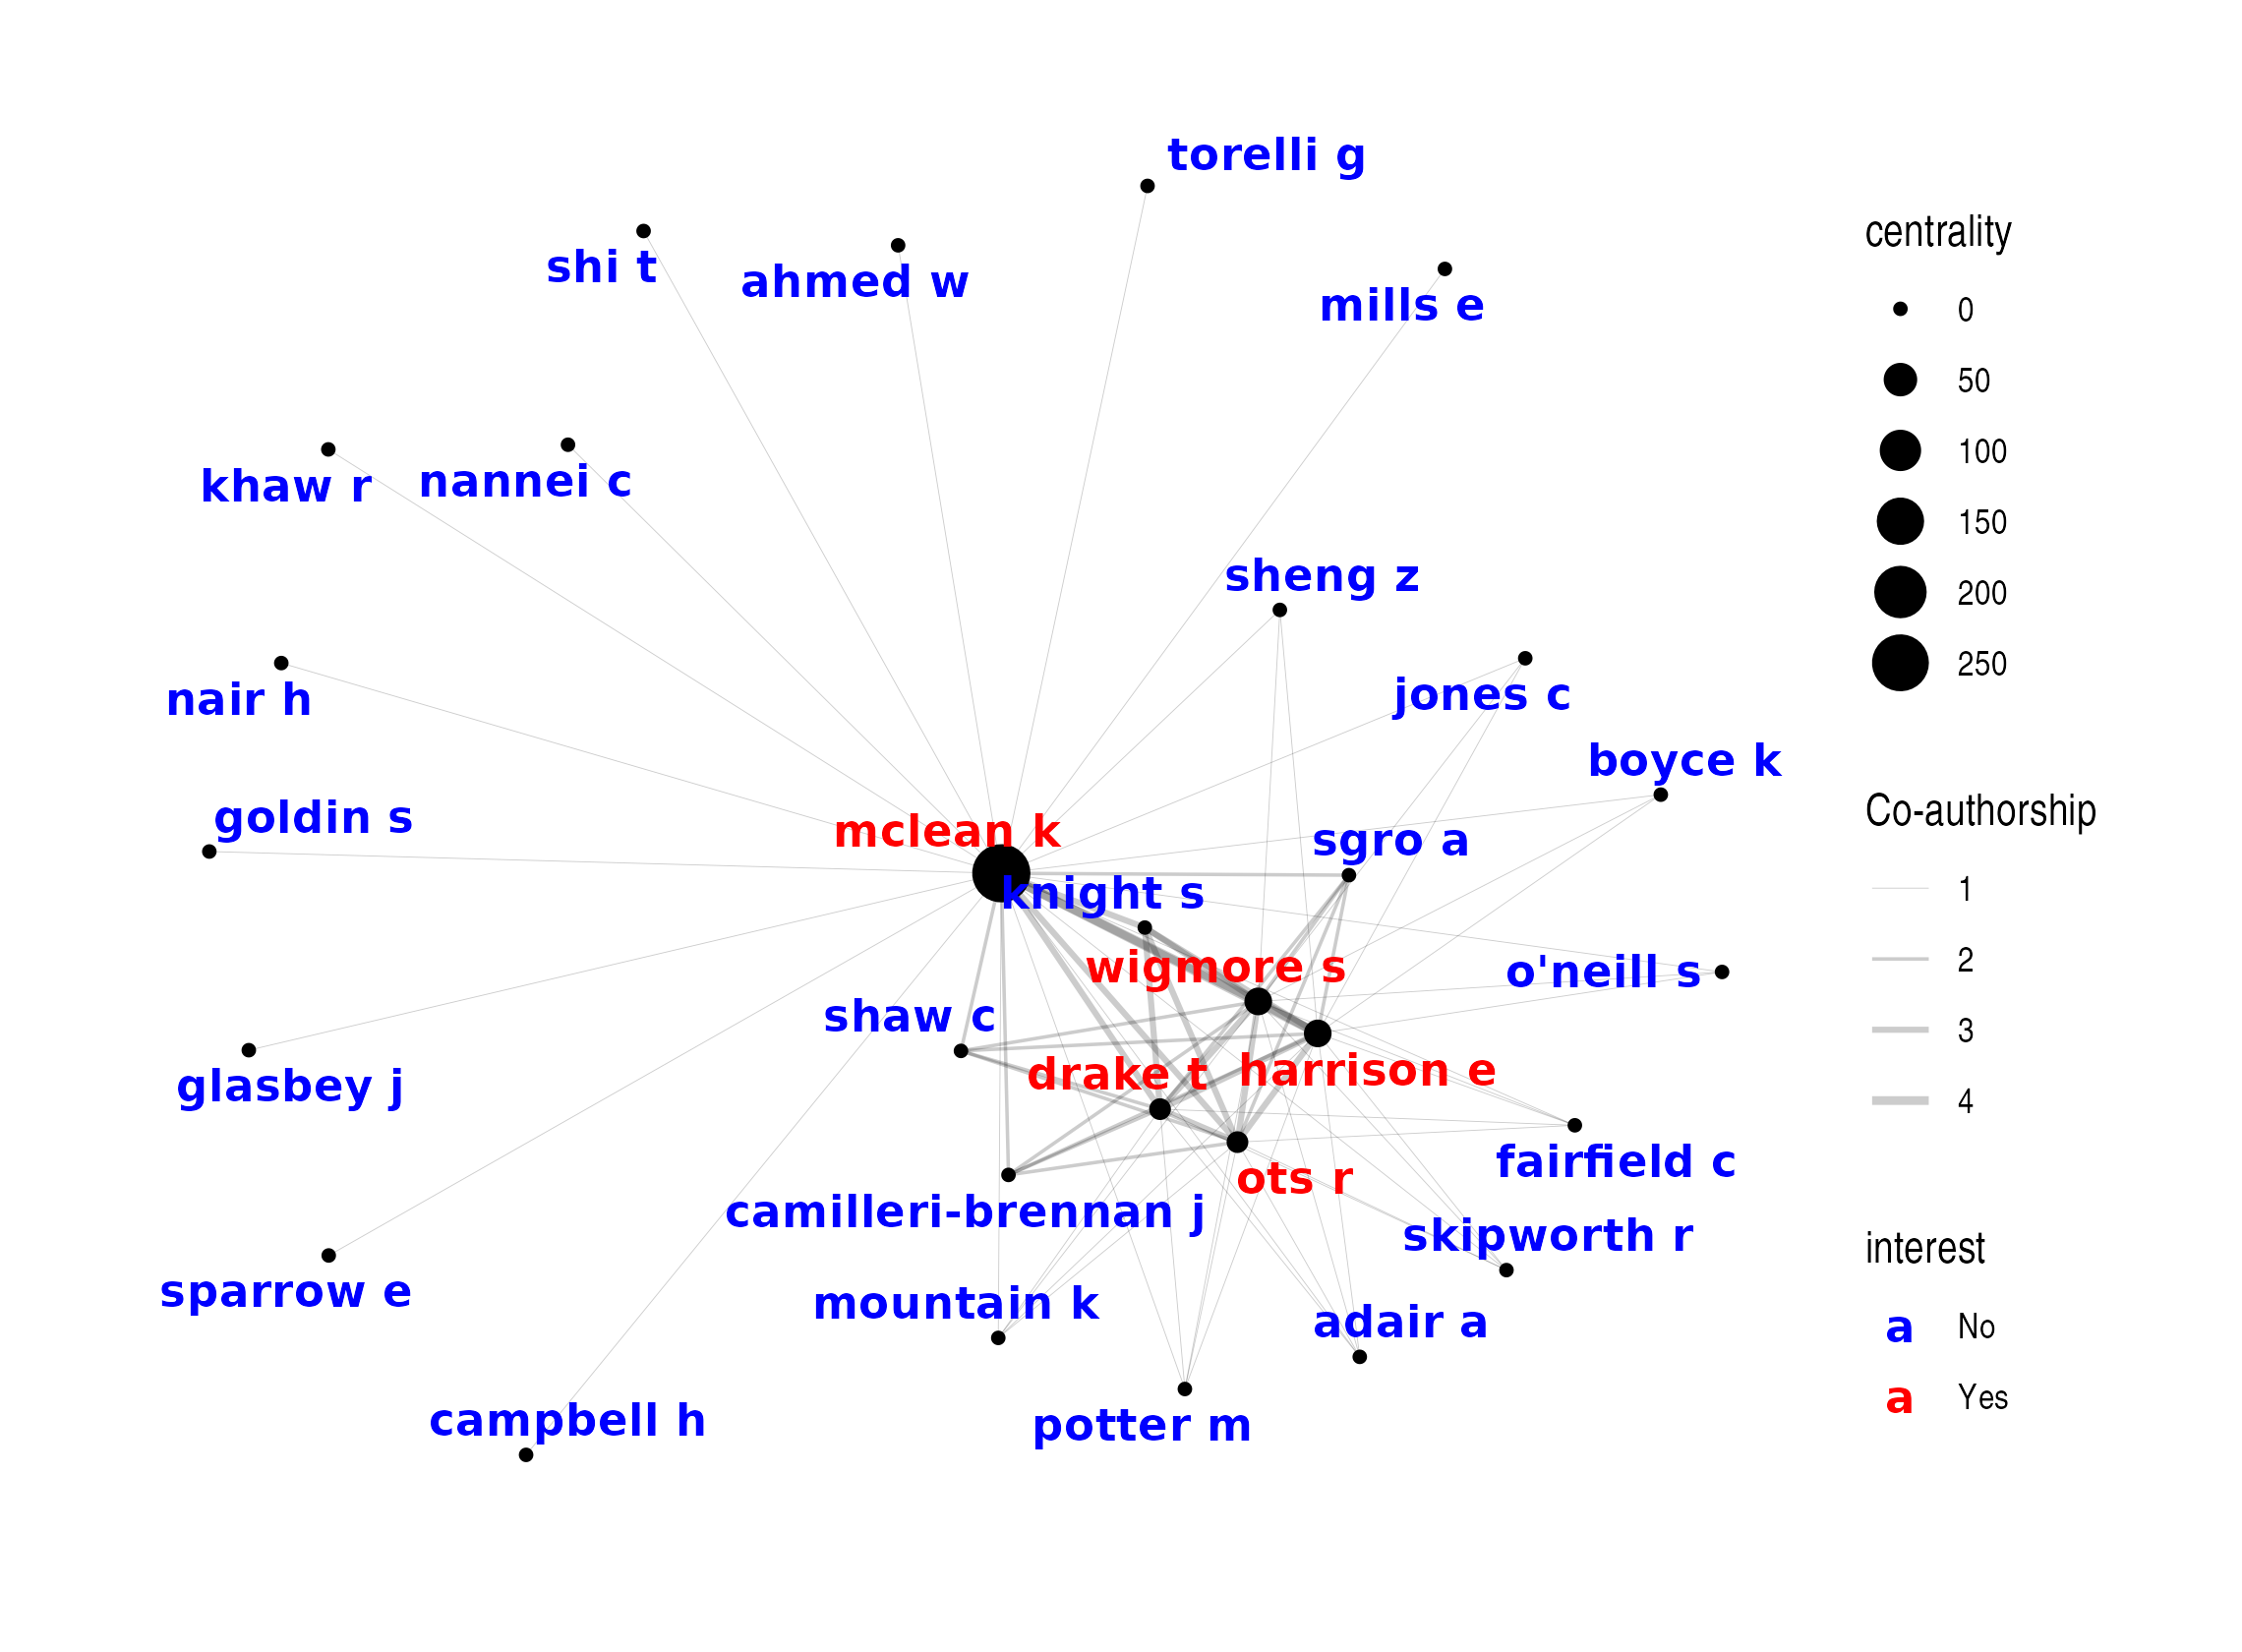 torelli g
shi t
ahmed w
mills e
khaw r
nannei c
sheng z
nair h
jones c
boyce k
goldin s
mclean k
sgro a
knight s
wigmore s
o'neill s
shaw c
drake t
harrison e
glasbey j
fairfield c
ots r
camilleri-brennan j
skipworth r
sparrow e
mountain k
adair a
campbell h
potter m
centrality
0
50
100
150
200
250
Co-authorship
1
2
3
4
interest
a No
a Yes